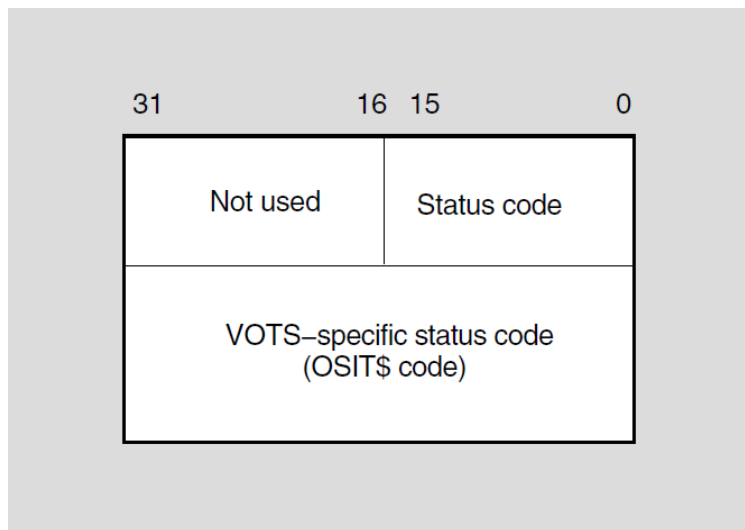 31 16 15 0
Not used Status code
VOTS–specific status code
(OSIT$ code)